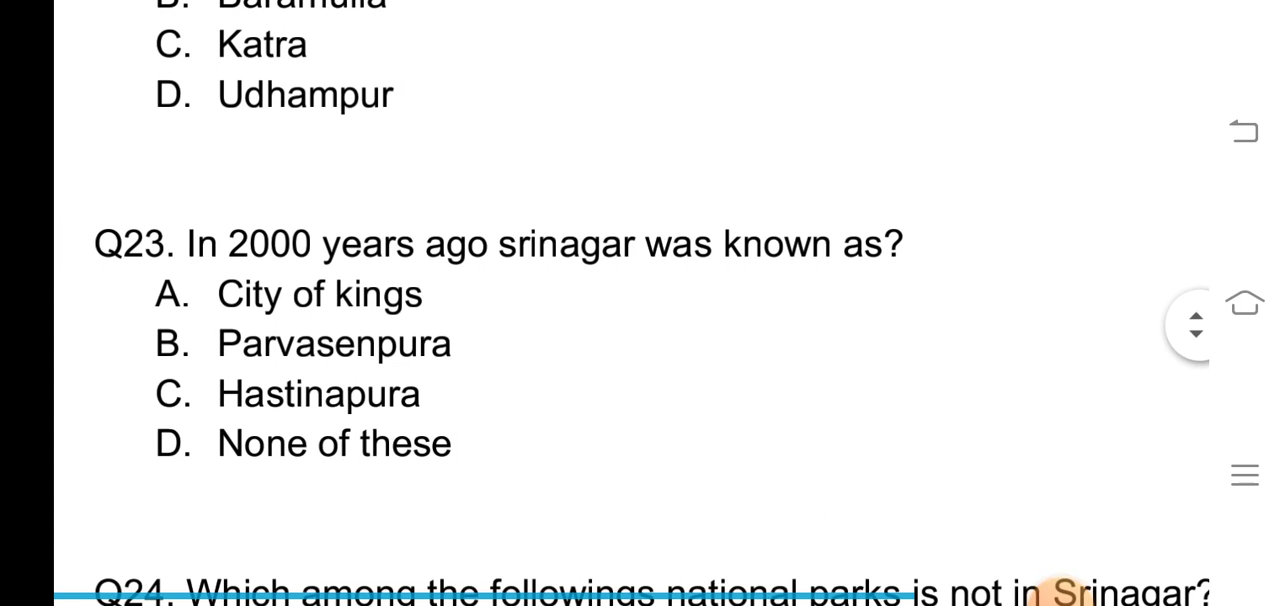 B. Baramulla
C. Katra
D. Udhampur
Q23. In 2000 years ago srinagar was known as?
A. City of kings
B. Parvasenpura
C. Hastinapura
D. None of these
Q24. Which among the followings national parks is not in Srinagar?